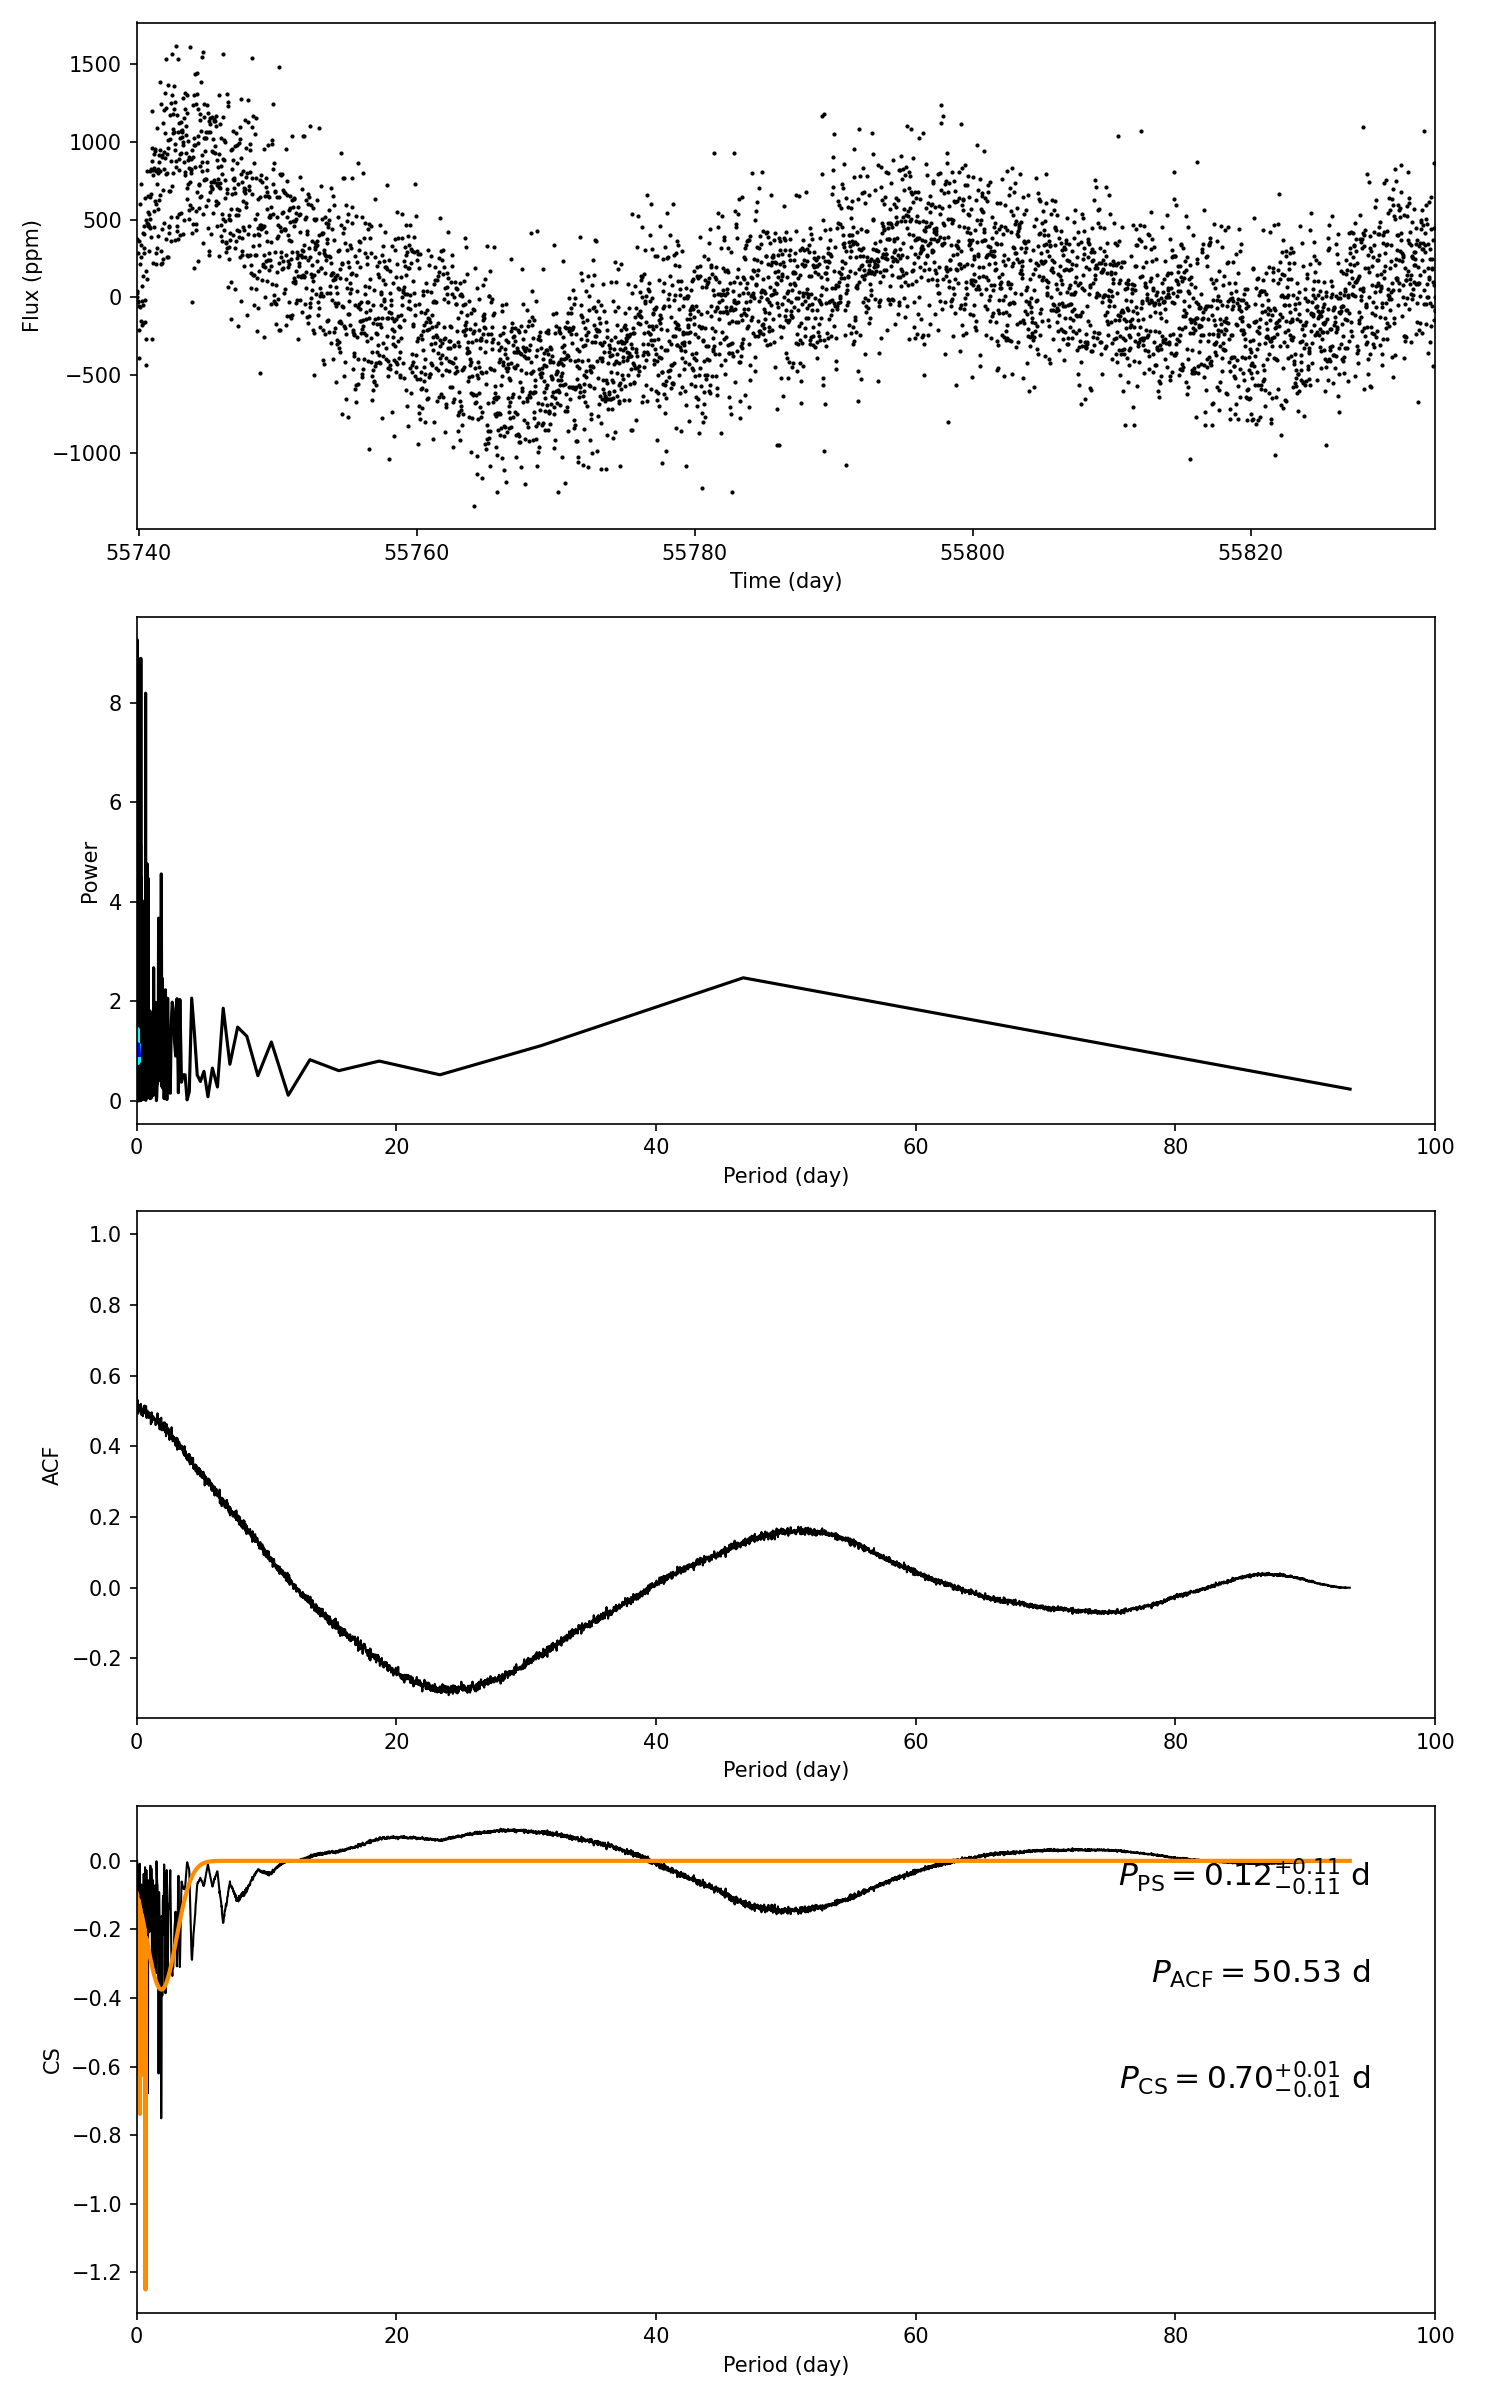 1500
1000
500
0
−500
−1000
Flux (ppm)
55740 55760 55780 55800 55820
Time (day)
8
6
4
2
0
Power
0 20 40 60 80 100
Period (day)
1.0
0.8
0.6
0.4
0.2
0.0
−0.2
ACF
0 20 40 60 80 100
Period (day)
0.0
−0.2
−0.4
−0.6
−0.8
−1.0
−1.2
CS
P_PS = 0.12^{+0.11}_{−0.11} d
P_ACF = 50.53 d
P_CS = 0.70^{+0.01}_{−0.01} d
0 20 40 60 80 100
Period (day)